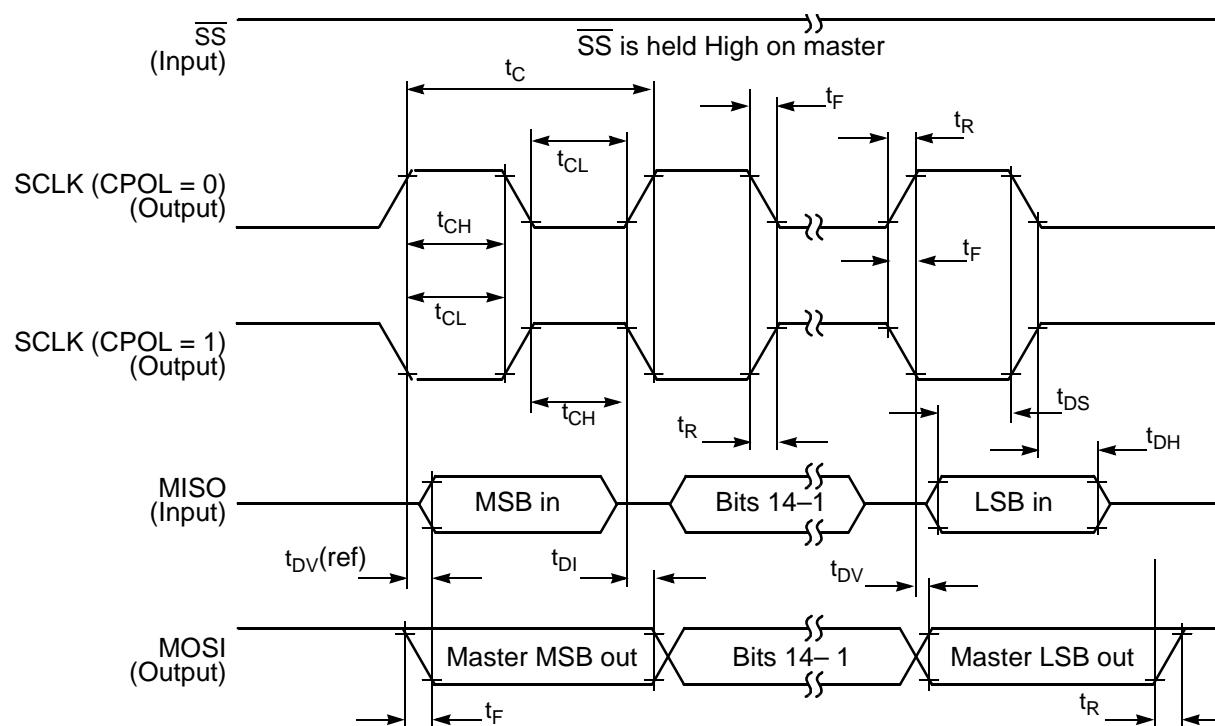 SS
(Input)
SS is held High on master
tC
tF
tR
tCL
SCLK (CPOL = 0)
(Output)
tCH
tF
tCL
SCLK (CPOL = 1)
(Output)
tCH
tR
tDS
tDH
MISO
(Input)
MSB in
Bits 14–1
LSB in
tDV(ref)
tDI
tDV
MOSI
(Output)
Master MSB out
Bits 14– 1
Master LSB out
tF
tR